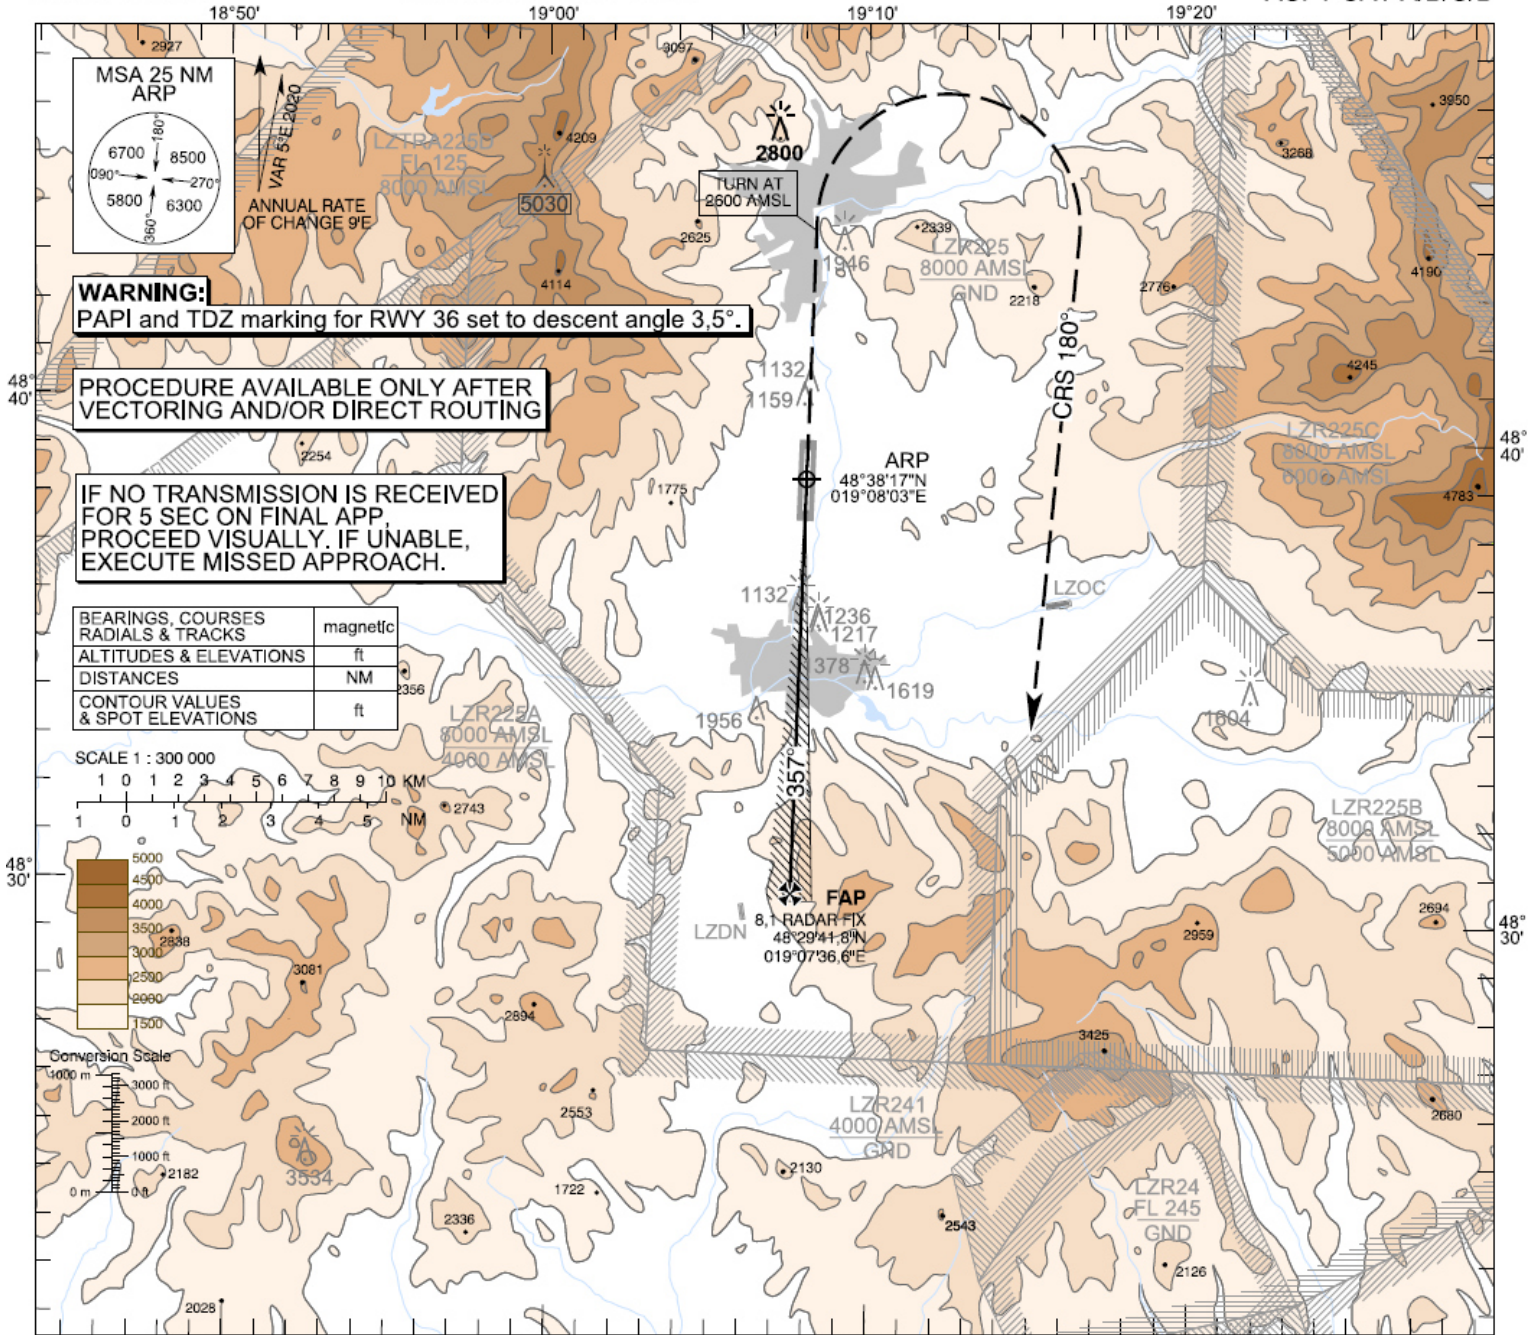 18°50'
19°00'
19°10'
19°20'
2927
3097
3950
MSA 25 NM
ARP
180°
6700
8500
090°
270°
5800
6300
360°
VAR 5°E 2020
ANNUAL RATE
OF CHANGE 9'E
LZTRA225D
FL 125
8000 AMSL
4209
5030
2800
3268
TURN AT
2600 AMSL
2625
1946
2339
LZR225
8000 AMSL
GND
2218
2776
4190
4114
WARNING:
PAPI and TDZ marking for RWY 36 set to descent angle 3,5°.
48°
40'
PROCEDURE AVAILABLE ONLY AFTER
VECTORING AND/OR DIRECT ROUTING
1132
1159
CRS 180°
4245
2254
LZR225C
8000 AMSL
6000 AMSL
48°
40'
ARP
48°38'17"N
019°08'03"E
4783
IF NO TRANSMISSION IS RECEIVED
FOR 5 SEC ON FINAL APP,
PROCEED VISUALLY. IF UNABLE,
EXECUTE MISSED APPROACH.
1775
1132
1236
1217
LZOC
BEARINGS, COURSES
RADIALS & TRACKS
magnetic
ALTITUDES & ELEVATIONS
ft
DISTANCES
NM
CONTOUR VALUES
& SPOT ELEVATIONS
ft
2356
378
1619
1956
1804
LZR225A
8000 AMSL
4000 AMSL
357°
SCALE 1 : 300 000
1 0 1 2 3 4 5 6 7 8 9 10 KM
1 0 1 2 3 4 5 NM
2743
LZR225B
8000 AMSL
5000 AMSL
48°
30'
5000
4500
4000
3500
3000
2500
2000
1500
2838
3081
2894
LZDN
FAP
8,1 RADAR FIX
48°29'41,8"N
019°07'36,6"E
2959
2694
48°
30'
3425
Conversion Scale
1000 m
3000 ft
2000 ft
1000 ft
0 m
0 ft
2553
LZR241
4000 AMSL
GND
2680
3534
2182
1722
2130
2336
2543
LZR24
FL 245
GND
2126
2028